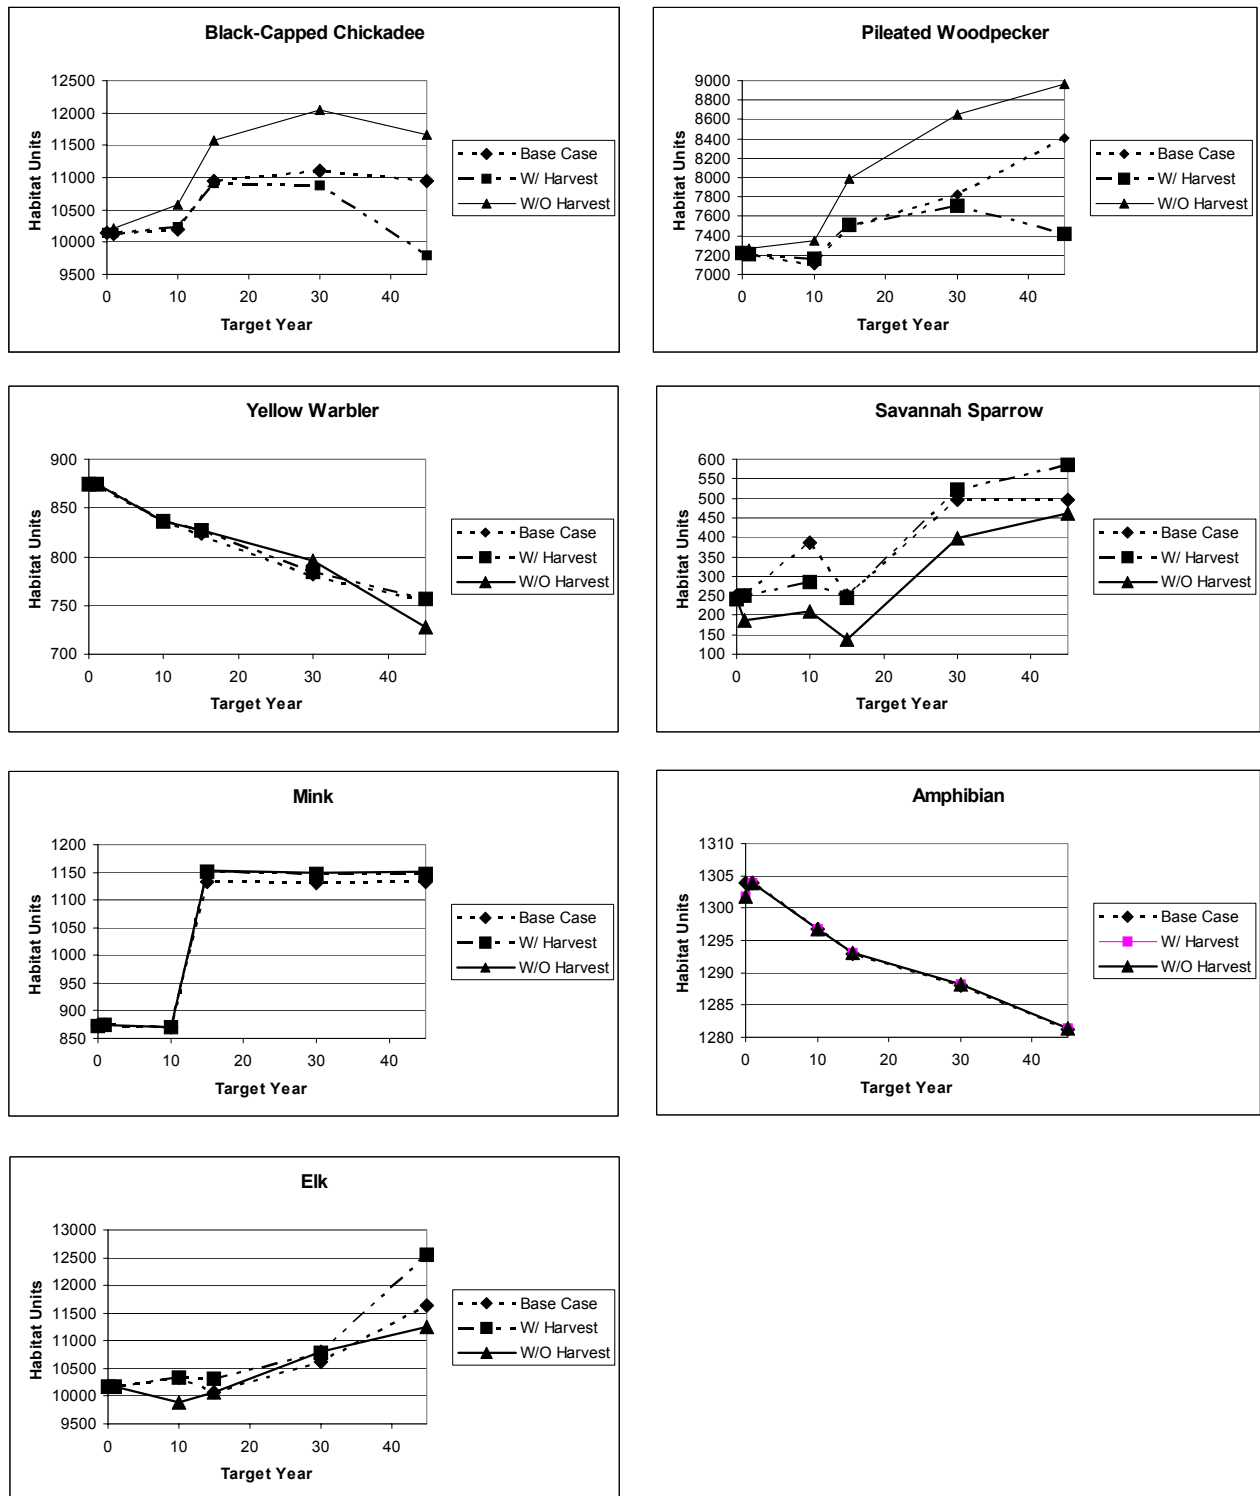 Black-Capped Chickadee
12500
12000
11500
11000
10500
10000
9500
Habitat Units
0 10 20 30 40
Target Year
Base Case
W/ Harvest
W/O Harvest
Pileated Woodpecker
9000
8800
8600
8400
8200
8000
7800
7600
7400
7200
7000
Habitat Units
0 10 20 30 40
Target Year
Base Case
W/ Harvest
W/O Harvest
Yellow Warbler
900
850
800
750
700
Habitat Units
0 10 20 30 40
Target Year
Base Case
W/ Harvest
W/O Harvest
Savannah Sparrow
600
550
500
450
400
350
300
250
200
150
100
Habitat Units
0 10 20 30 40
Target Year
Base Case
W/ Harvest
W/O Harvest
Mink
1200
1150
1100
1050
1000
950
900
850
Habitat Units
0 10 20 30 40
Target Year
Base Case
W/ Harvest
W/O Harvest
Amphibian
1310
1305
1300
1295
1290
1285
1280
Habitat Units
0 10 20 30 40
Target Year
Base Case
W/ Harvest
W/O Harvest
Elk
13000
12500
12000
11500
11000
10500
10000
9500
Habitat Units
0 10 20 30 40
Target Year
Base Case
W/ Harvest
W/O Harvest